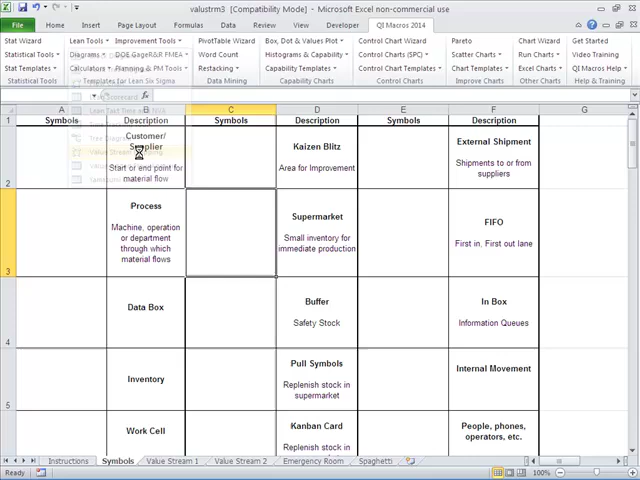 valustrm3 [Compatibility Mode] - Microsoft Excel non-commercial use
File Home Insert Page Layout Formulas Data Review View Developer QI Macros 2014
Stat Wizard Lean Tools Improvement Tools PivotTable Wizard Box, Dot & Value Plot Control Chart Wizard Pareto Chart Wizard Get Started
Statistical Tools Diagrams DOE GageR&R FMEA Word Count Histograms & Capability Control Charts (SPC) Scatter Charts Line Charts Video Training
Stat Templates Calculators Planning & PM Tools Restacking Capability Templates Control Chart Templates More Charts More Templates QI Macros Help
Statistical Tools Templates for Lean Six Sigma Data Transformation Capability Charts Control Charts Other Charts Help & Training
fx
A B C D E F G
1 Symbols Description Symbols Description Symbols Description
Customer/
Supplier
Start or end point for
material flow
Kaizen Blitz
Area for Improvement
External Shipment
Shipments to or from
suppliers
2
Process
Machine, operation
or department
through which
material flows
Supermarket
Small inventory for
immediate production
FIFO
First in, First out lane
3
Data Box
Buffer
Safety Stock
In Box
Information Queues
4
Inventory
Pull Symbols
Replenish stock in
supermarket
Internal Movement
5
Work Cell
Kanban Card
Replenish stock in
People, phones,
operators, etc.
Instructions Symbols Value Stream 1 Value Stream 2 Emergency Room Spaghetti
Ready 100%